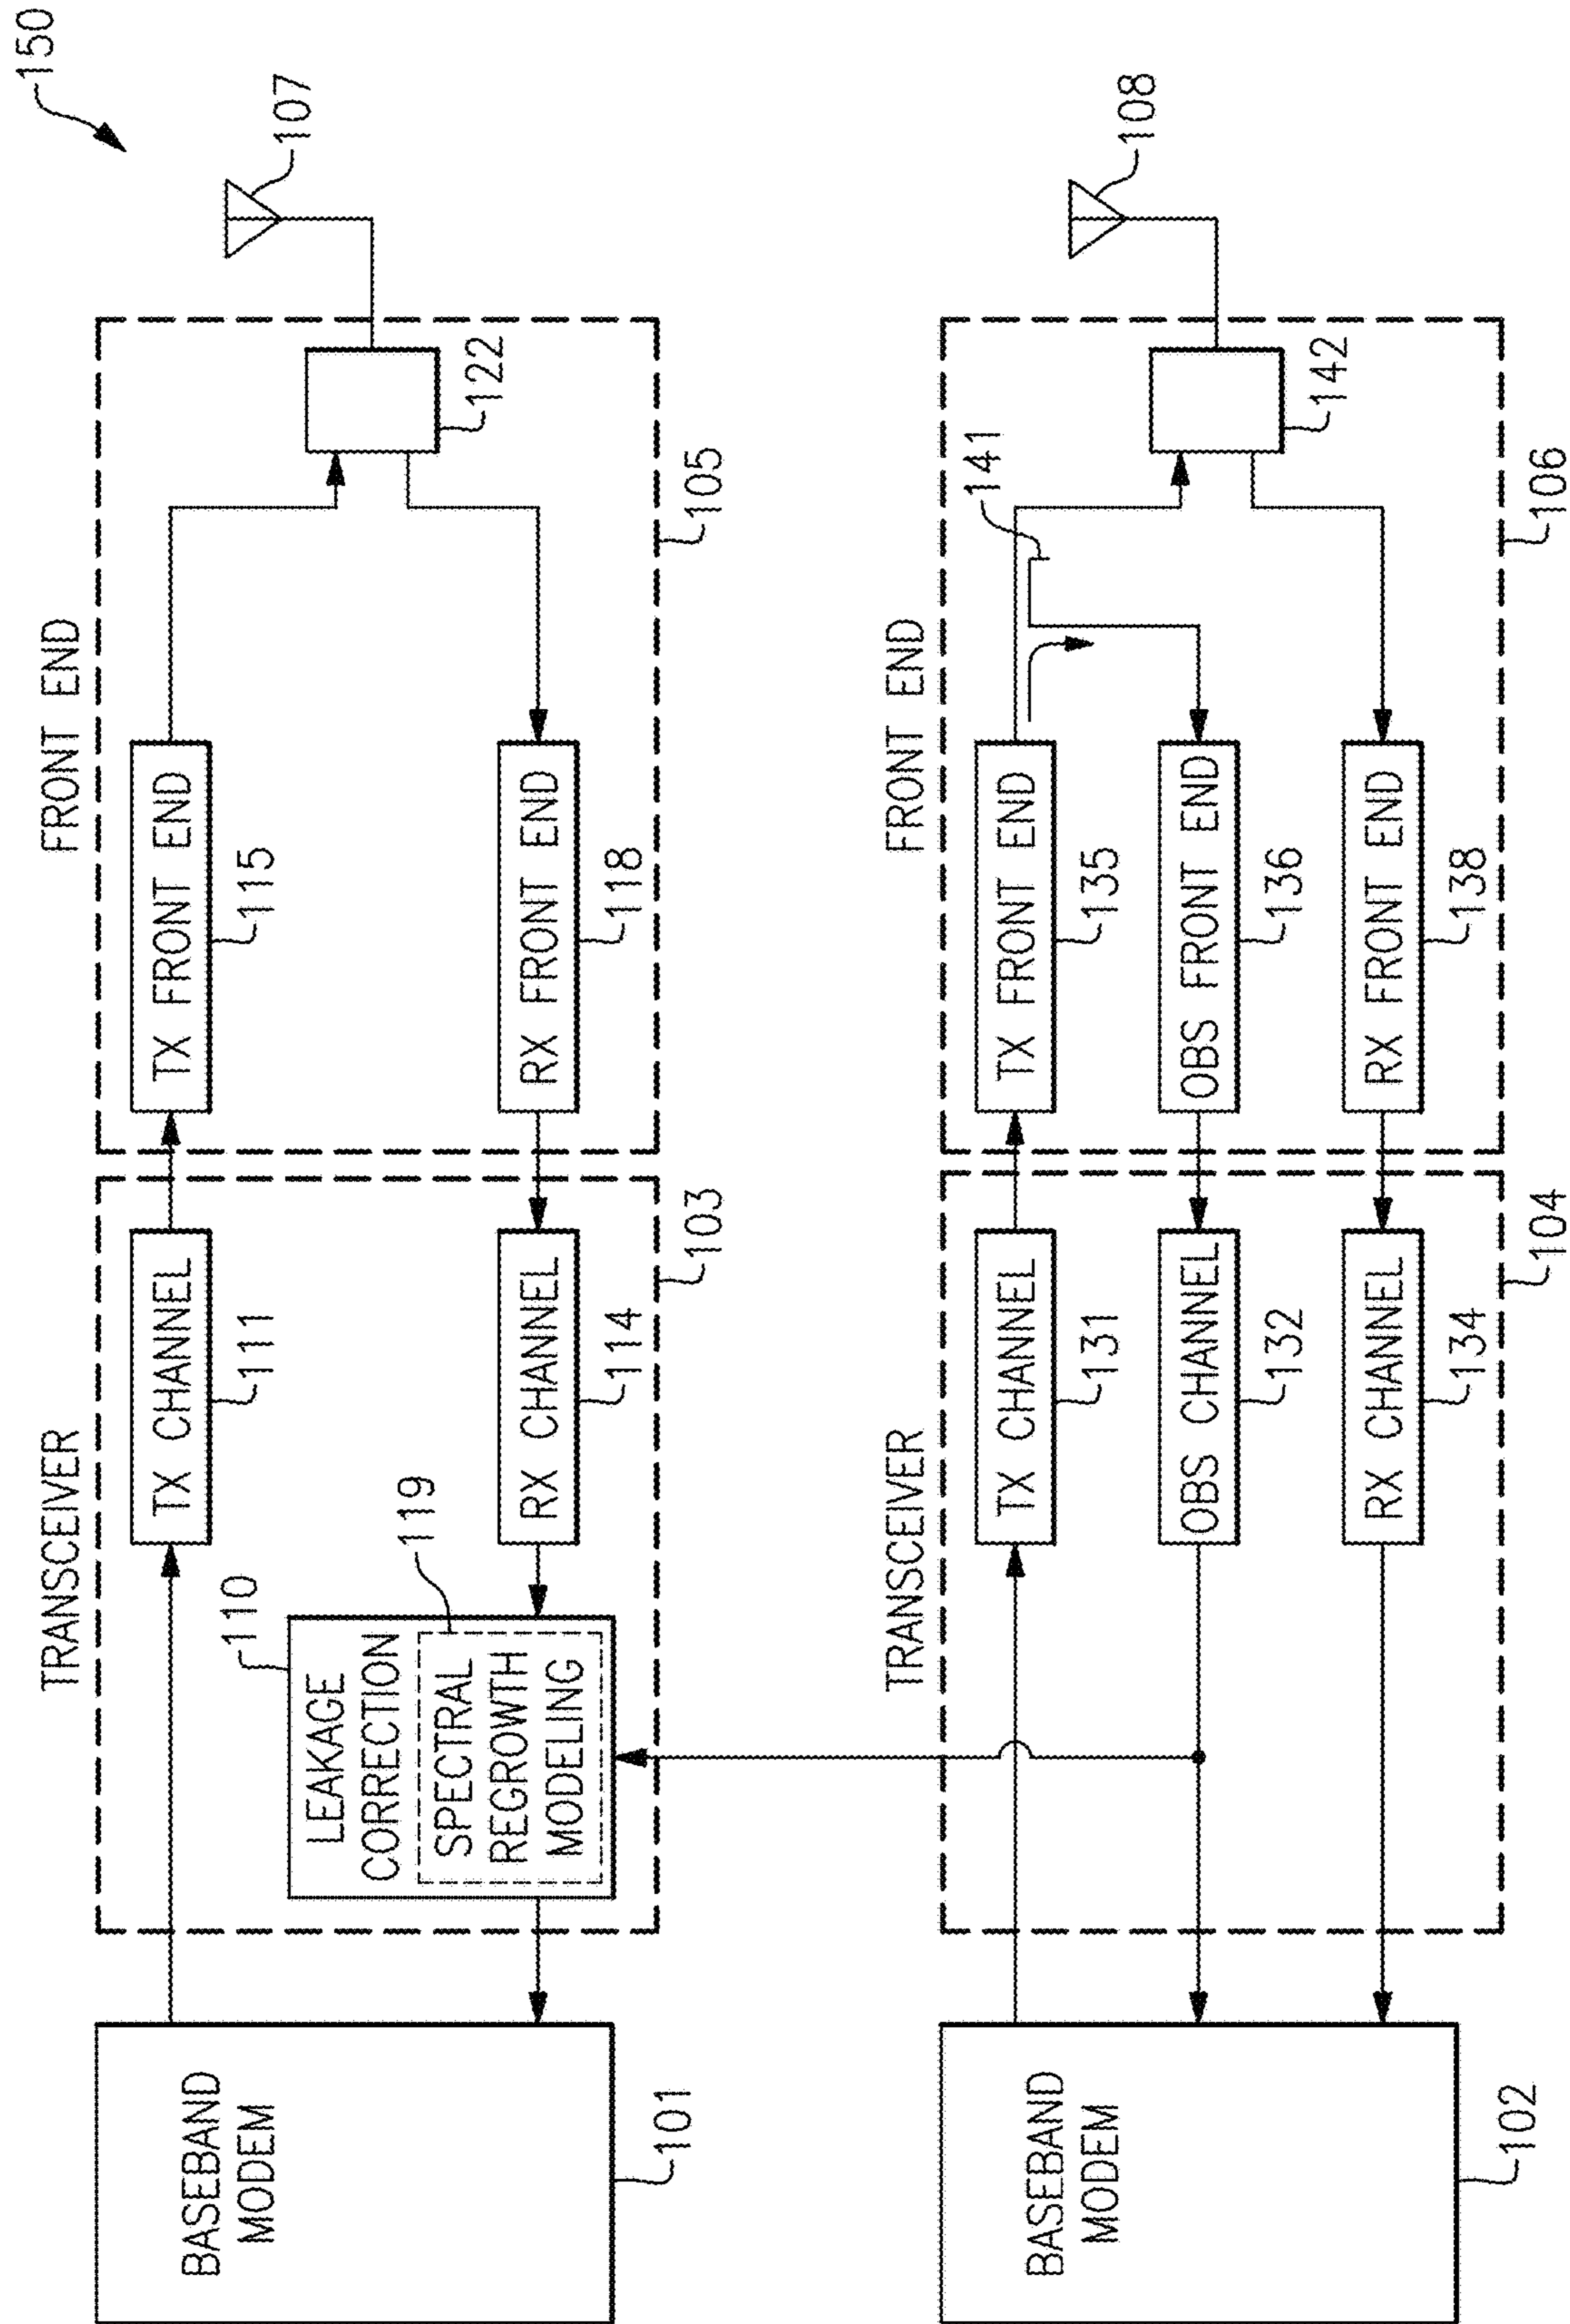 150
FRONT END
TRANSCEIVER
107
TX FRONT END
115
TX CHANNEL
111
122
110
LEAKAGE
CORRECTION
119
SPECTRAL
REGROWTH
MODELING
RX CHANNEL
114
RX FRONT END
118
BASEBAND
MODEM
101
103
105
FRONT END
TRANSCEIVER
108
141
TX FRONT END
135
TX CHANNEL
131
142
OBS FRONT END
136
OBS CHANNEL
132
RX FRONT END
138
RX CHANNEL
134
BASEBAND
MODEM
102
104
106